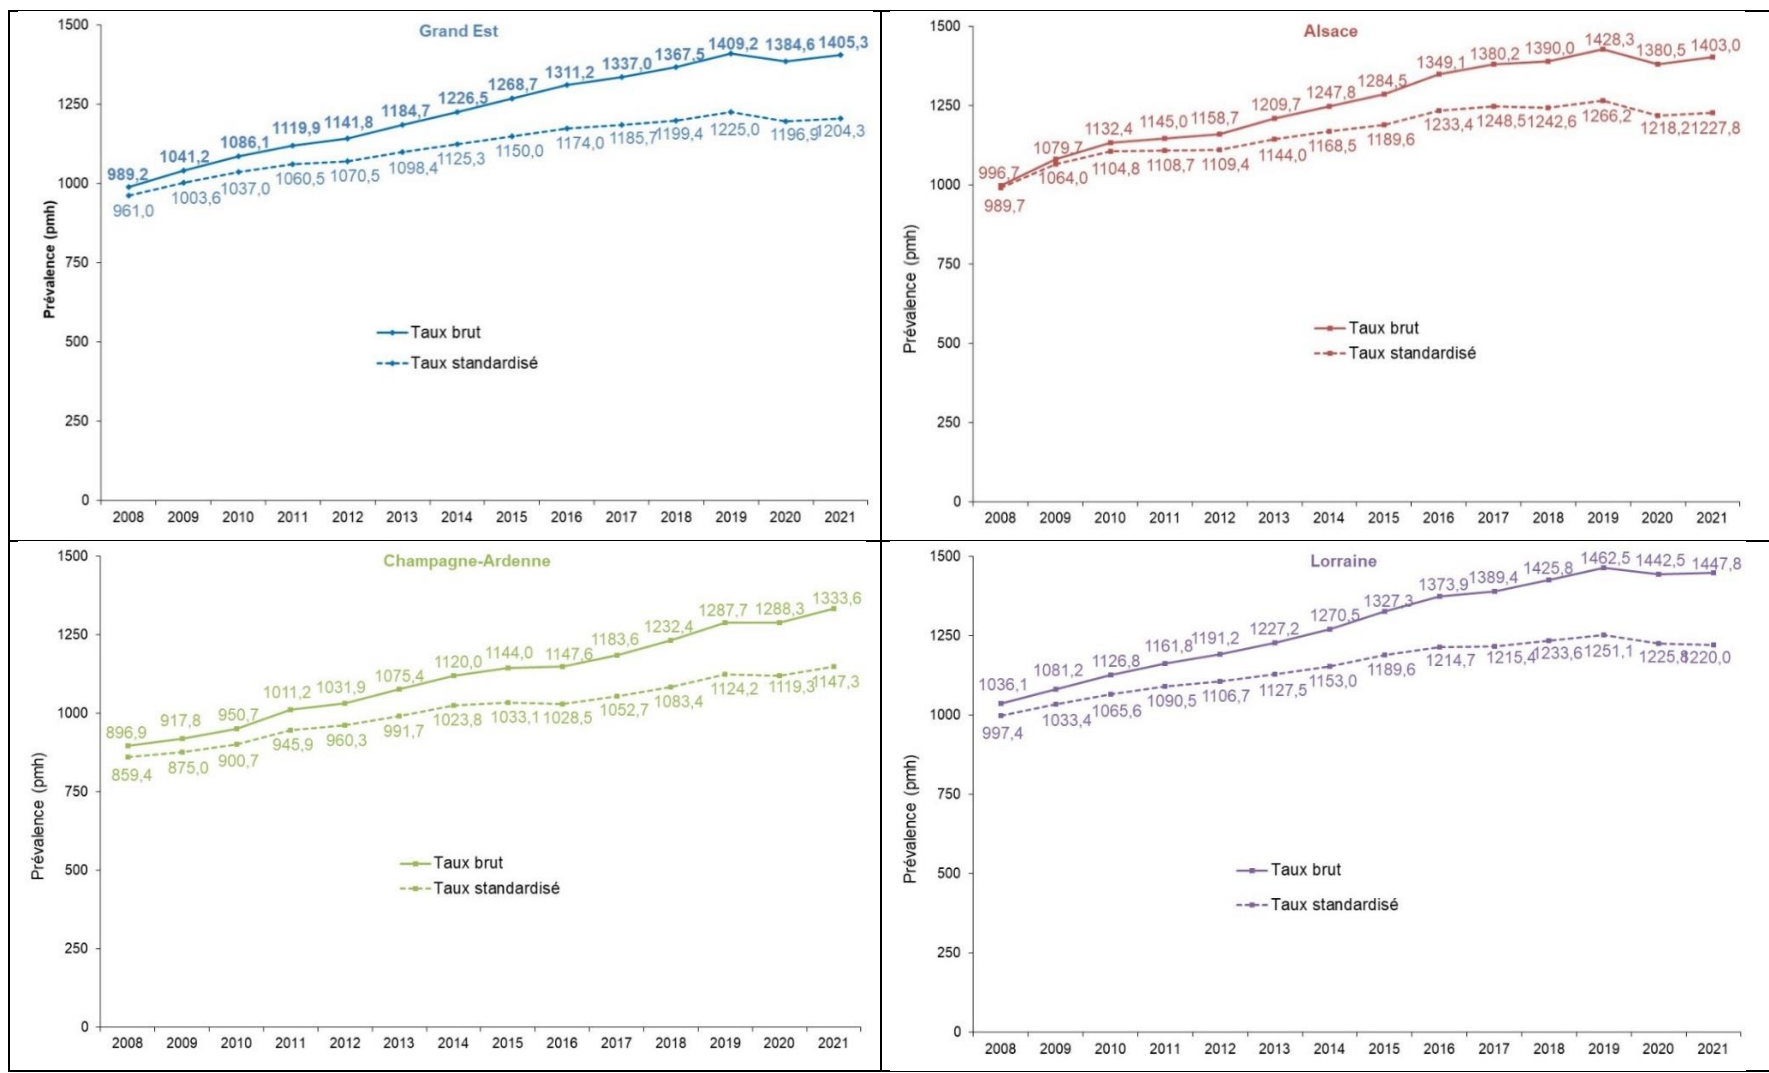 Grand Est
Prévalence (pmh)
1500
1250
1000
750
500
250
0
989,2 1041,2 1086,1 1119,9 1141,8 1184,7 1226,5 1268,7 1311,2 1337,0 1367,5 1409,2 1384,6 1405,3
961,0 1003,6 1037,0 1060,5 1070,5 1098,4 1125,3 1150,0 1174,0 1185,7 1199,4 1225,0 1196,9 1204,3
Taux brut
Taux standardisé
2008 2009 2010 2011 2012 2013 2014 2015 2016 2017 2018 2019 2020 2021
Alsace
Prévalence (pmh)
1500
1250
1000
750
500
250
0
996,7 1079,7 1132,4 1145,0 1158,7 1209,7 1247,8 1284,5 1349,1 1380,2 1390,0 1428,3 1380,5 1403,0
989,7 1064,0 1104,8 1108,7 1109,4 1144,0 1168,5 1189,6 1233,4 1248,5 1242,6 1266,2 1218,2 1227,8
Taux brut
Taux standardisé
2008 2009 2010 2011 2012 2013 2014 2015 2016 2017 2018 2019 2020 2021
Champagne-Ardenne
Prévalence (pmh)
1500
1250
1000
750
500
250
0
896,9 917,8 950,7 1011,2 1031,9 1075,4 1120,0 1144,0 1147,6 1183,6 1232,4 1287,7 1288,3 1333,6
859,4 875,0 900,7 945,9 960,3 991,7 1023,8 1033,1 1028,5 1052,7 1083,4 1124,2 1119,3 1147,3
Taux brut
Taux standardisé
2008 2009 2010 2011 2012 2013 2014 2015 2016 2017 2018 2019 2020 2021
Lorraine
Prévalence (pmh)
1500
1250
1000
750
500
250
0
1036,1 1081,2 1126,8 1161,8 1191,2 1227,2 1270,5 1327,3 1373,9 1389,4 1425,8 1462,5 1442,5 1447,8
997,4 1033,4 1065,6 1090,5 1106,7 1127,5 1153,0 1189,6 1214,7 1215,4 1233,6 1251,1 1225,8 1220,0
Taux brut
Taux standardisé
2008 2009 2010 2011 2012 2013 2014 2015 2016 2017 2018 2019 2020 2021